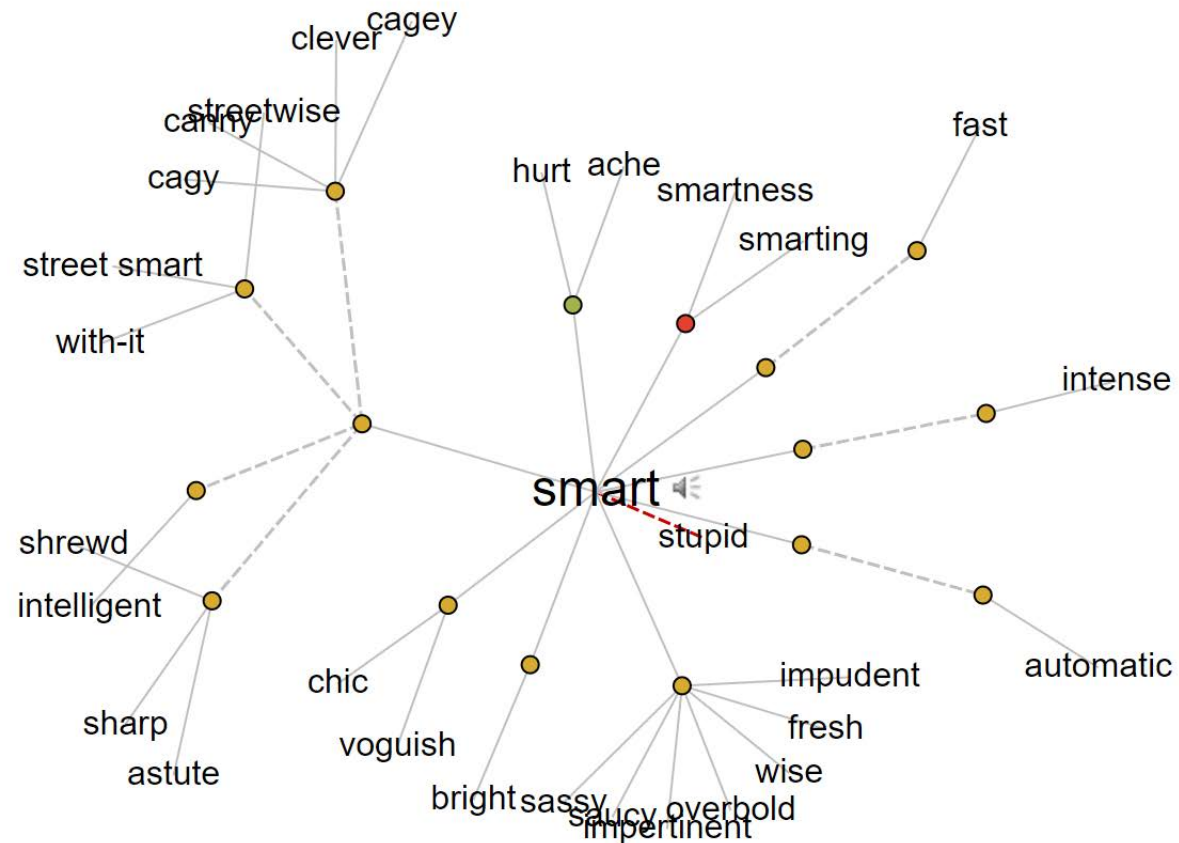 cagey
clever
streetwise
canny
fast
hurt
ache
cagy
smartness
smarting
street smart
with-it
intense
smart
stupid
shrewd
intelligent
automatic
impudent
chic
sharp
fresh
voguish
astute
wise
bright
sassy
saucy
overbold
impertinent